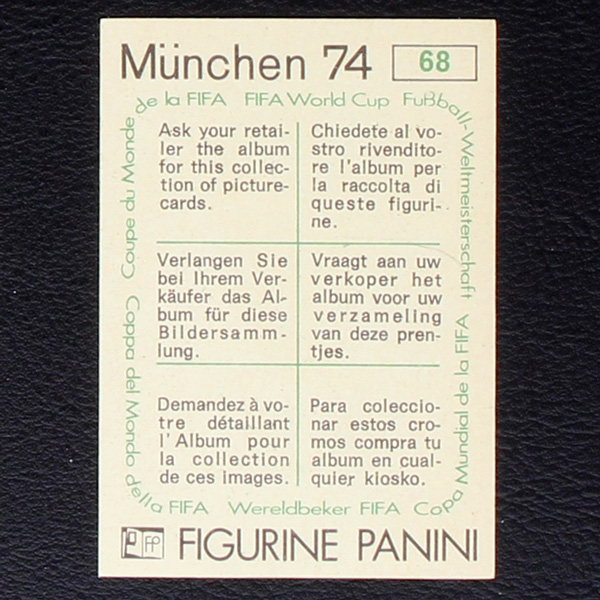 München 74 68
Coupe du Monde de la FIFA FIFA World Cup Fußball-Weltmeisterschaft
Ask your retai-
ler the album
for this collec-
tion of picture-
cards.
Chiedete al vo-
stro rivendito-
re l'album per
la raccolta di
queste figuri-
ne.
Verlangen Sie
bei Ihrem Ver-
käufer das Al-
bum für diese
Bildersamm-
lung.
Vraagt aan uw
verkoper het
album voor uw
verzameling
van deze pren-
tjes.
Demandez à vo-
tre détaillant
l'Album pour
la collection
de ces images.
Para coleccio-
nar estos cro-
mos compra tu
album en cual-
quier kiosko.
Coppa del Mondo della FIFA Wereldbeker FIFA Copa Mundial de la FIFA
FP FIGURINE PANINI